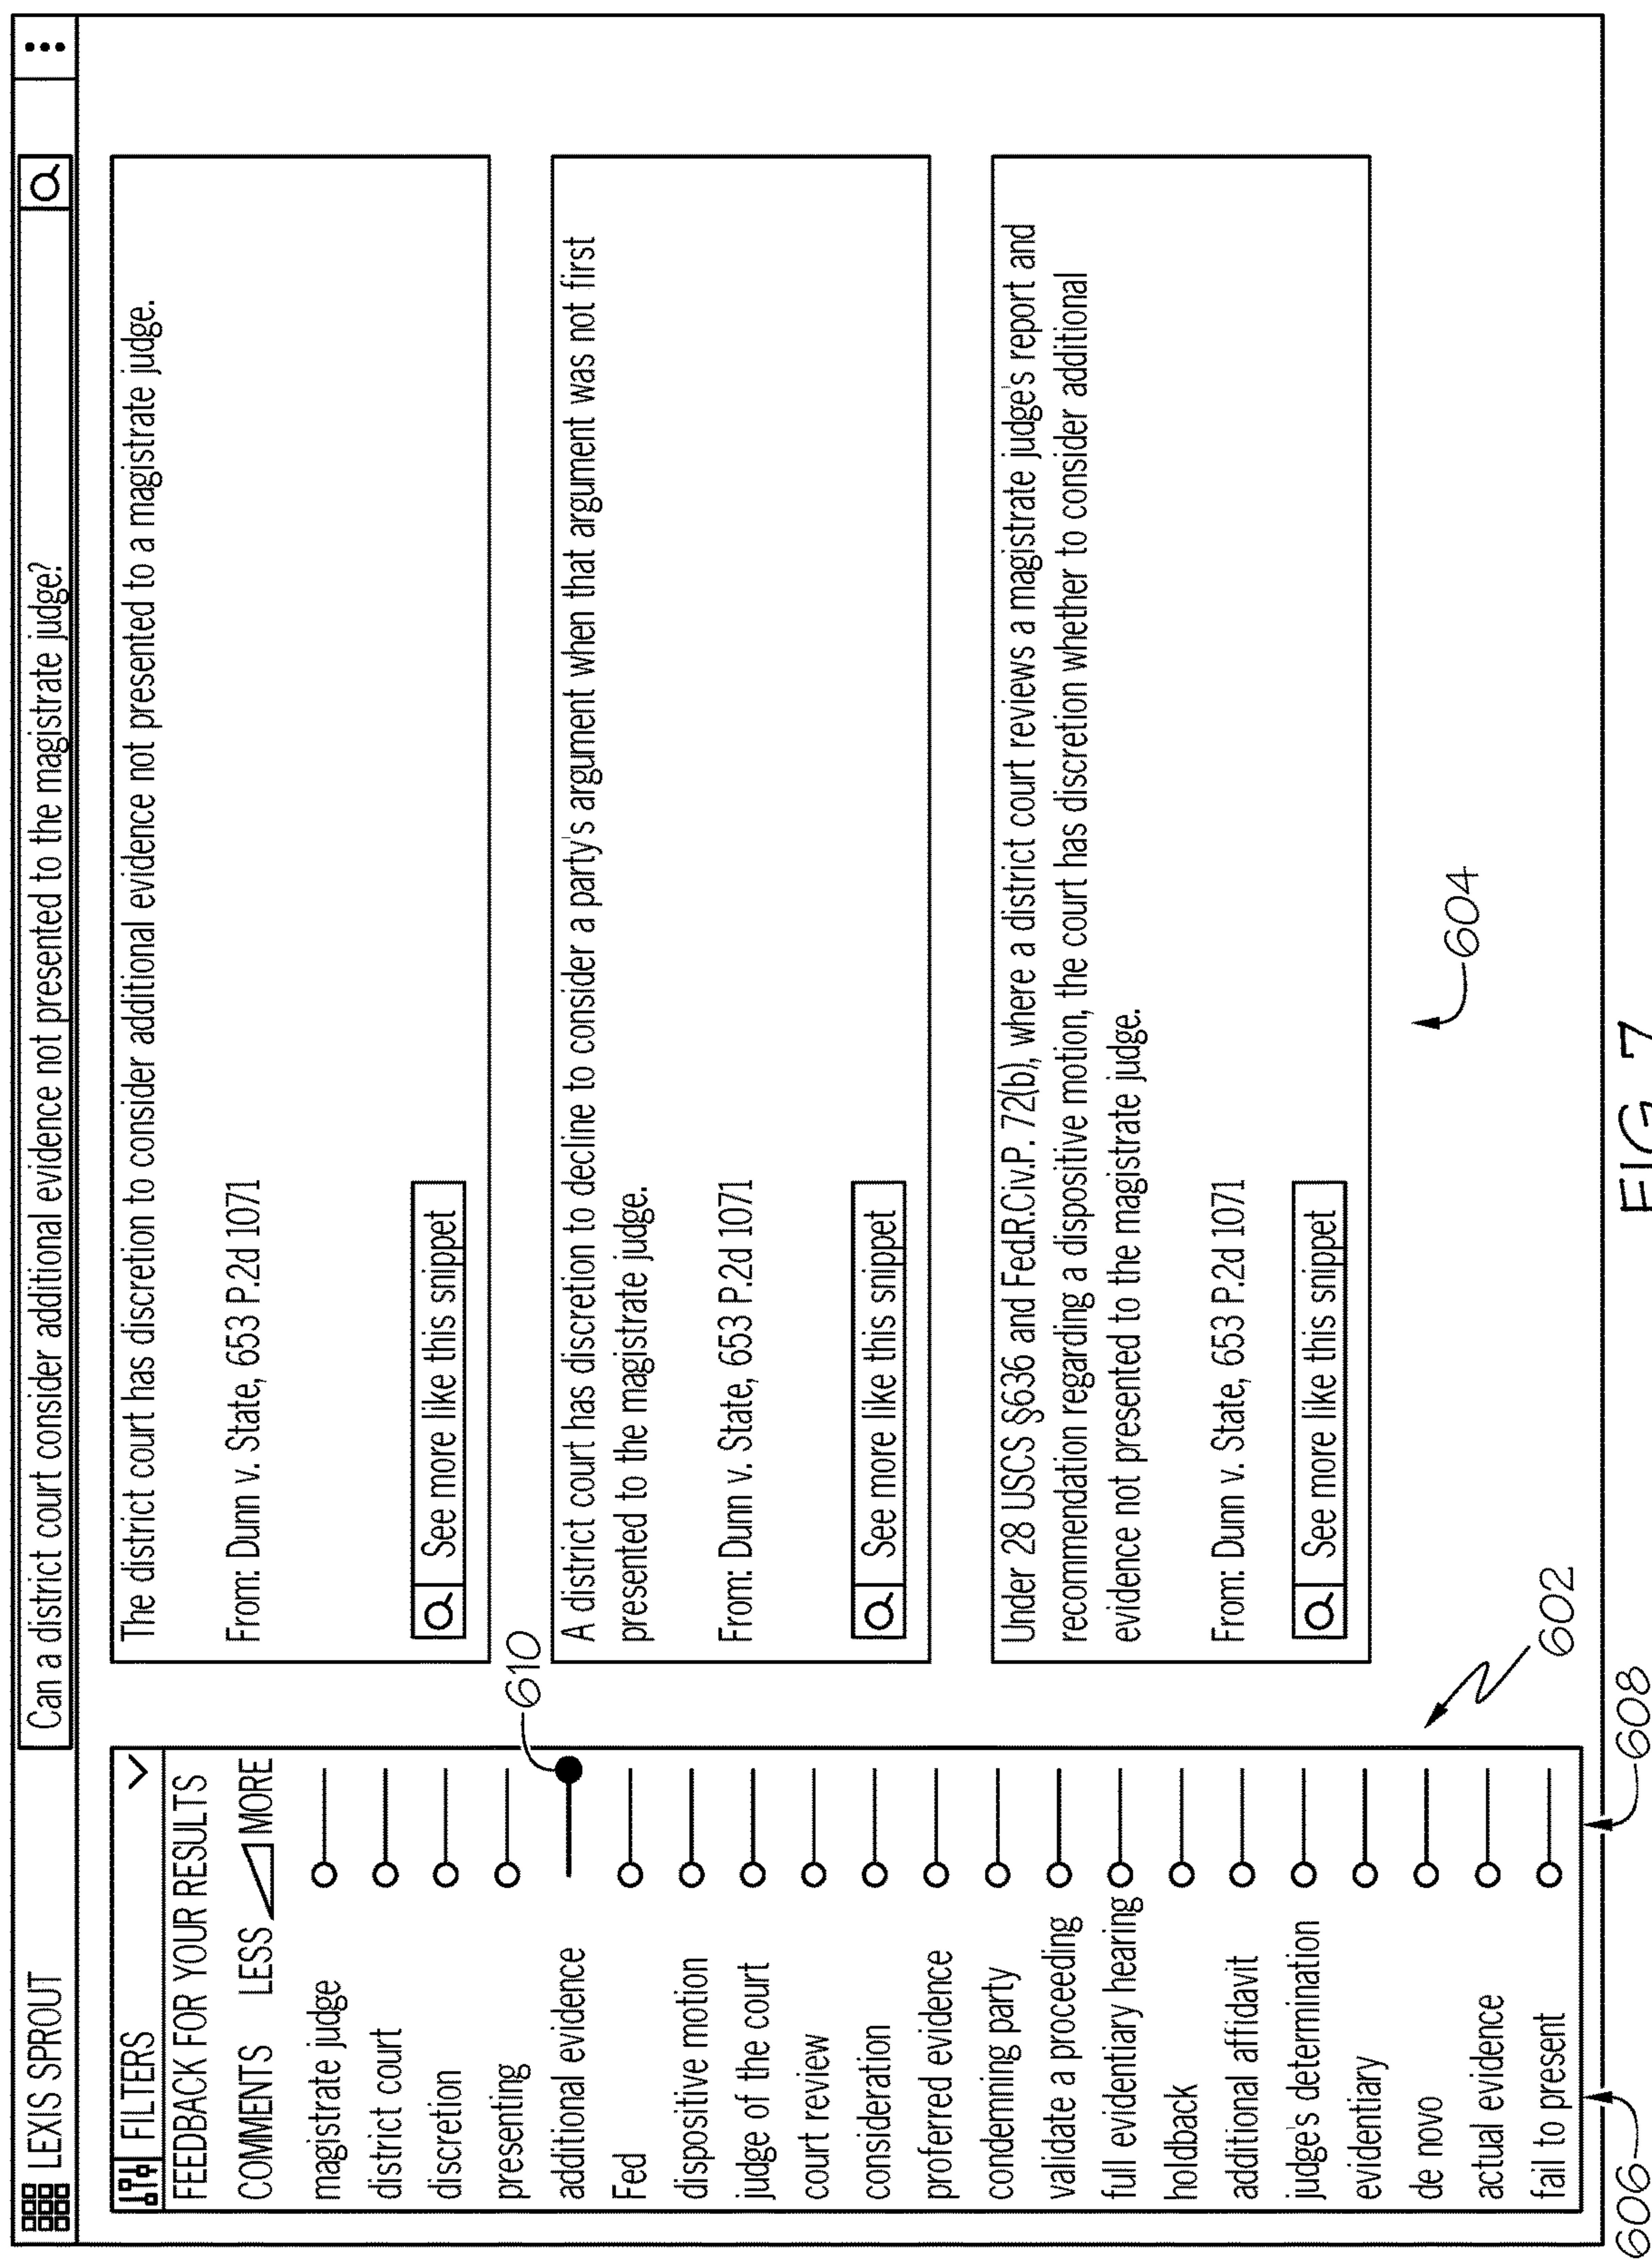 LEXIS SPROUT
Can a district court consider additional evidence not presented to the magistrate judge?
FILTERS
FEEDBACK FOR YOUR RESULTS
COMMENTS LESS MORE
magistrate judge
district court
discretion
presenting
additional evidence
Fed
dispositive motion
judge of the court
court review
consideration
proferred evidence
condemning party
validate a proceeding
full evidentiary hearing
holdback
additional affidavit
judge's determination
evidentiary
de novo
actual evidence
fail to present
610
The district court has discretion to consider additional evidence not presented to a magistrate judge.
From: Dunn v. State, 653 P.2d 1071
See more like this snippet
A district court has discretion to decline to consider a party's argument when that argument was not first
presented to the magistrate judge.
From: Dunn v. State, 653 P.2d 1071
See more like this snippet
Under 28 USCS §636 and Fed.R.Civ.P. 72(b), where a district court reviews a magistrate judge's report and
recommendation regarding a dispositive motion, the court has discretion whether to consider additional
evidence not presented to the magistrate judge.
From: Dunn v. State, 653 P.2d 1071
See more like this snippet
602
604
606
608
FIG. 7